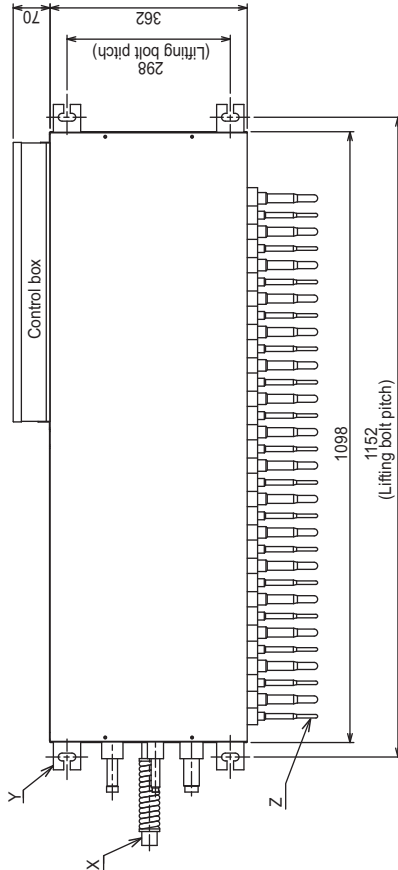 70
362
298
(Lifting bolt pitch)
Control box
1098
1152
(Lifting bolt pitch)
Y
X
Z